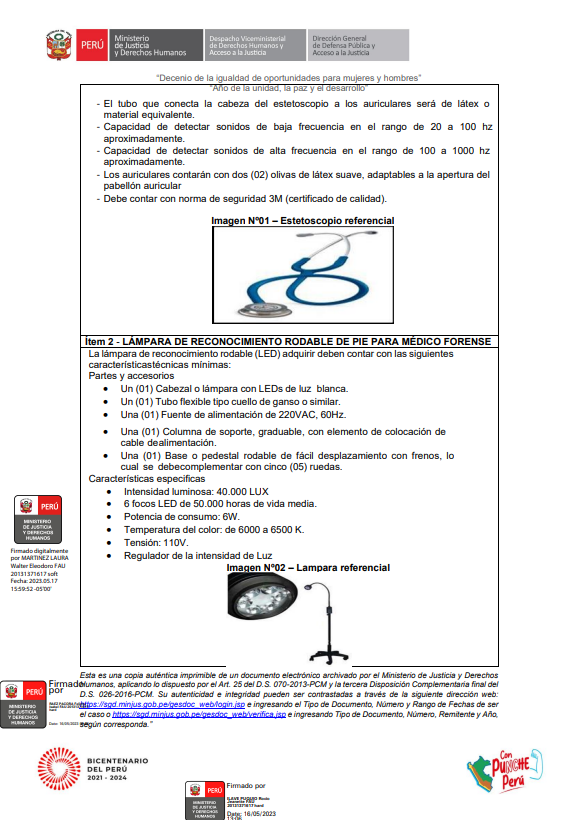 PERÚ
Ministerio
de Justicia
y Derechos Humanos
Despacho Viceministerial
de Derechos Humanos y
Acceso a la Justicia
Dirección General
de Defensa Pública y
Acceso a la Justicia
“Decenio de la igualdad de oportunidades para mujeres y hombres”
“Año de la unidad, la paz y el desarrollo”
- El tubo que conecta la cabeza del estetoscopio a los auriculares será de látex o
material equivalente.
- Capacidad de detectar sonidos de baja frecuencia en el rango de 20 a 100 hz
aproximadamente.
- Capacidad de detectar sonidos de alta frecuencia en el rango de 100 a 1000 hz
aproximadamente.
- Los auriculares contarán con dos (02) olivas de látex suave, adaptables a la apertura del
pabellón auricular
- Debe contar con norma de seguridad 3M (certificado de calidad).
Imagen Nº01 – Estetoscopio referencial
Ítem 2 - LÁMPARA DE RECONOCIMIENTO RODABLE DE PIE PARA MÉDICO FORENSE
La lámpara de reconocimiento rodable (LED) adquirir deben contar con las siguientes
característicastécnicas mínimas:
Partes y accesorios
• Un (01) Cabezal o lámpara con LEDs de luz blanca.
• Un (01) Tubo flexible tipo cuello de ganso o similar.
• Una (01) Fuente de alimentación de 220VAC, 60Hz.
• Una (01) Columna de soporte, graduable, con elemento de colocación de
cable dealimentación.
• Una (01) Base o pedestal rodable de fácil desplazamiento con frenos, lo
cual se debecomplementar con cinco (05) ruedas.
Características especificas
• Intensidad luminosa: 40.000 LUX
• 6 focos LED de 50.000 horas de vida media.
• Potencia de consumo: 6W.
• Temperatura del color: de 6000 a 6500 K.
• Tensión: 110V.
• Regulador de la intensidad de Luz
Imagen Nº02 – Lampara referencial
PERÚ
MINISTERIO
DE JUSTICIA
Y DERECHOS
HUMANOS
Firmado digitalmente
por MARTINEZ LAURA
Walter Eleodoro FAU
20131371617 soft
Fecha: 2023.05.17
15:59:52 -05'00'
Esta es una copia auténtica imprimible de un documento electrónico archivado por el Ministerio de Justicia y Derechos
Humanos, aplicando lo dispuesto por el Art. 25 del D.S. 070-2013-PCM y la tercera Disposición Complementaria final del
D.S. 026-2016-PCM. Su autenticidad e integridad pueden ser contrastadas a través de la siguiente dirección web:
https://sgd.minjus.gob.pe/gesdoc_web/login.jsp e ingresando el Tipo de Documento, Número y Rango de Fechas de ser
el caso o https://sgd.minjus.gob.pe/gesdoc_web/verifica.jsp e ingresando Tipo de Documento, Número, Remitente y Año,
según corresponda.”
PERÚ
MINISTERIO
DE JUSTICIA
Y DERECHOS
HUMANOS
Firmado
por
BICENTENARIO
DEL PERÚ
2021 - 2024
PERÚ
MINISTERIO
DE JUSTICIA
Y DERECHOS
HUMANOS
Firmado por
Date: 16/05/2023
13:06
Con
PUNCHE
Perú